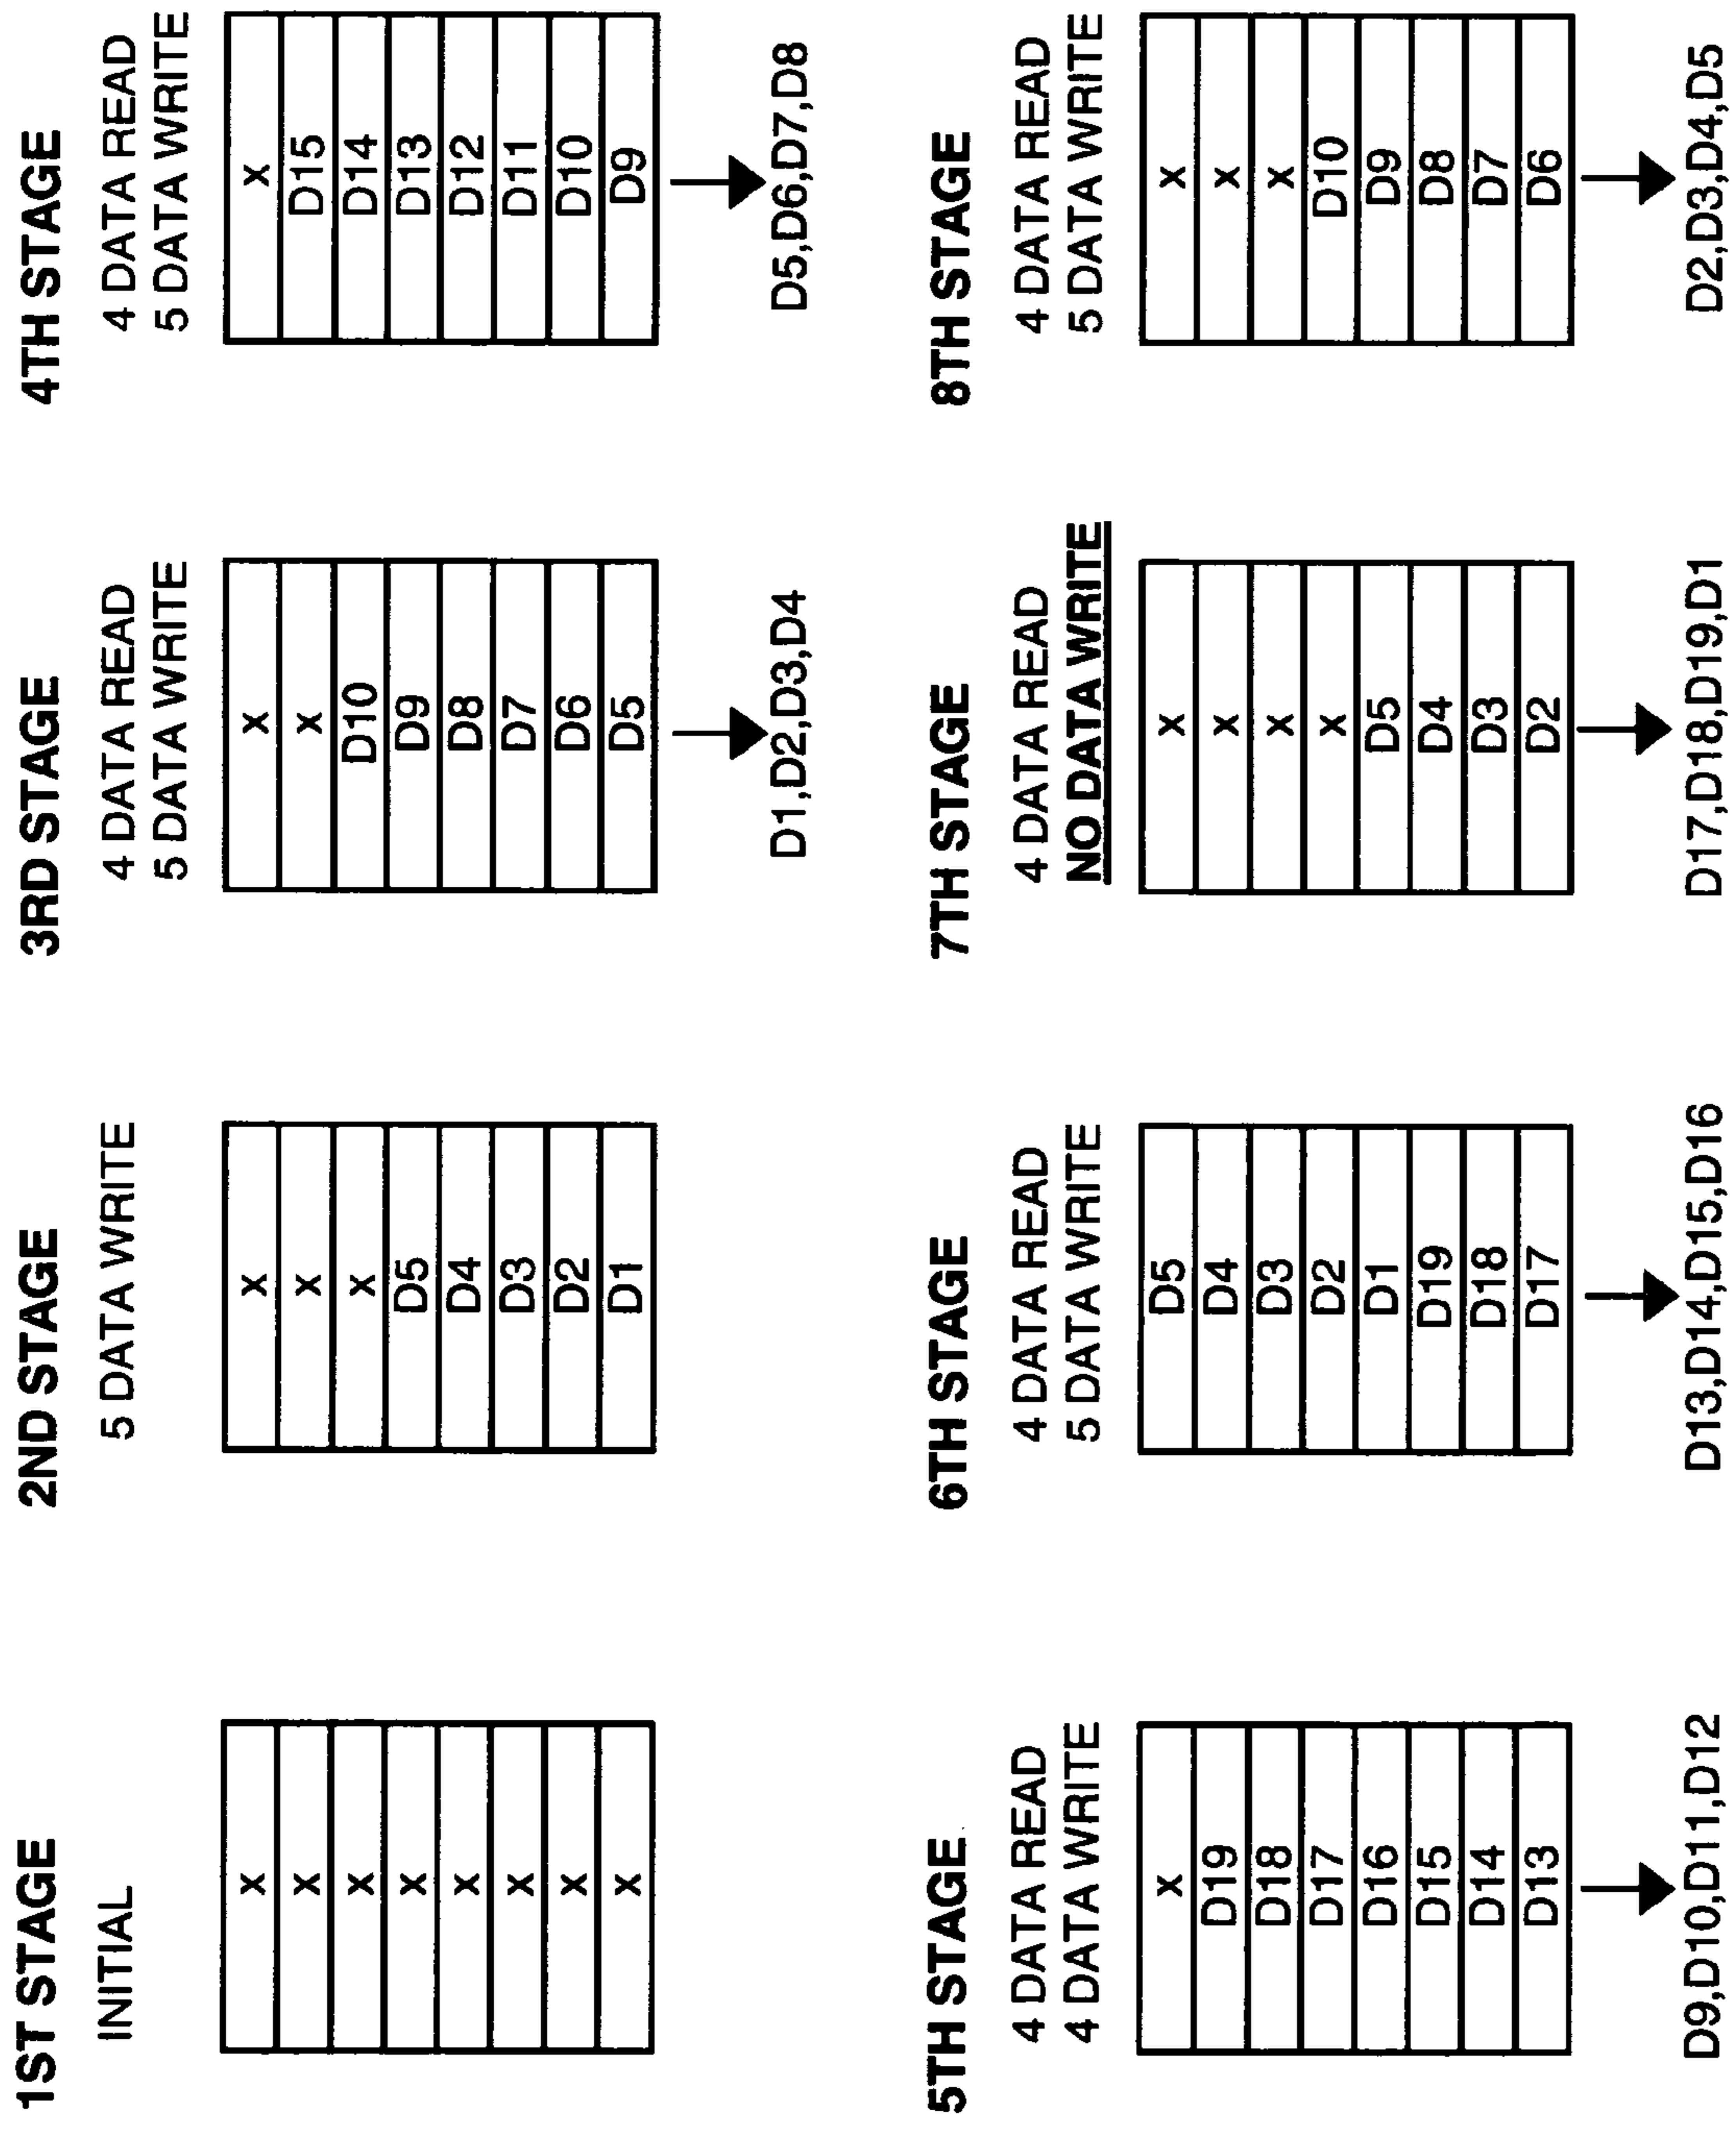 1ST STAGE
INITIAL
x
x
x
x
x
x
x
x
2ND STAGE
5 DATA WRITE
x
x
x
D5
D4
D3
D2
D1
3RD STAGE
4 DATA READ
5 DATA WRITE
x
x
D10
D9
D8
D7
D6
D5
D1,D2,D3,D4
4TH STAGE
4 DATA READ
5 DATA WRITE
x
D15
D14
D13
D12
D11
D10
D9
D5,D6,D7,D8
5TH STAGE
4 DATA READ
4 DATA WRITE
x
D19
D18
D17
D16
D15
D14
D13
D9,D10,D11,D12
6TH STAGE
4 DATA READ
5 DATA WRITE
D5
D4
D3
D2
D1
D19
D18
D17
D13,D14,D15,D16
7TH STAGE
4 DATA READ
NO DATA WRITE
x
x
x
x
D5
D4
D3
D2
D17,D18,D19,D1
8TH STAGE
4 DATA READ
5 DATA WRITE
x
x
x
D10
D9
D8
D7
D6
D2,D3,D4,D5